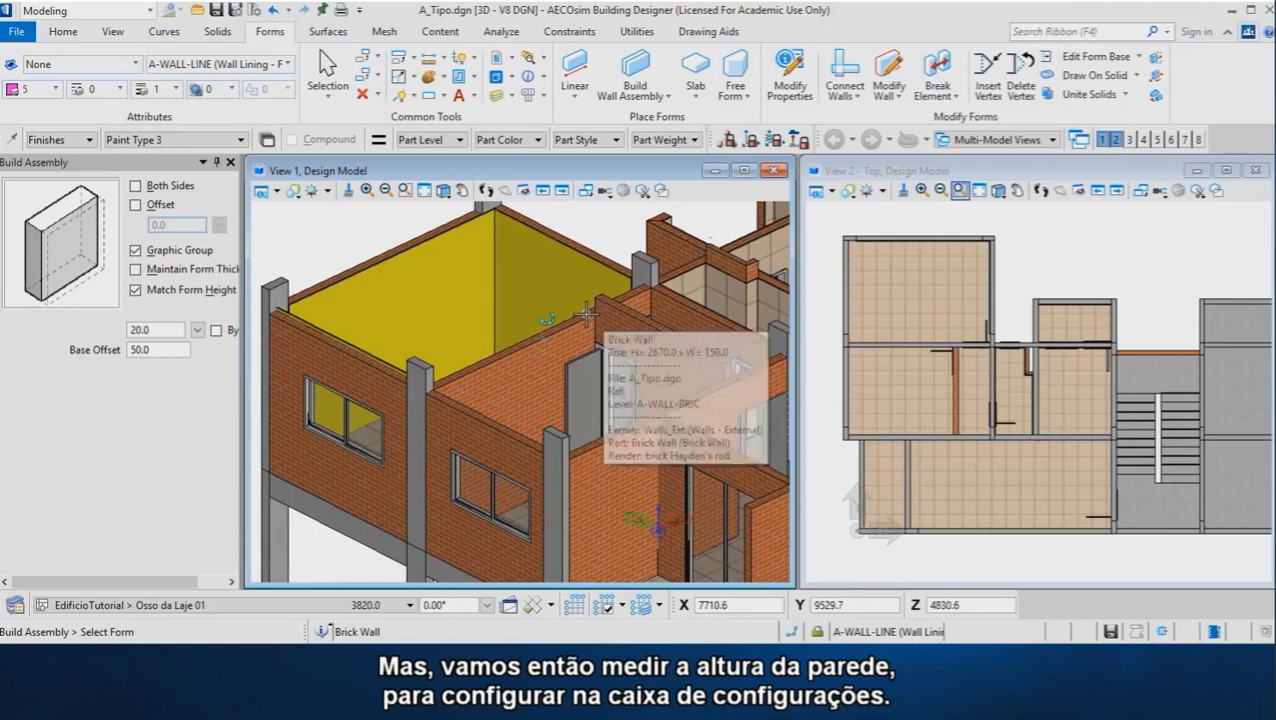 Modeling
A_Tipo.dgn [3D - V8 DGN] - AECOsim Building Designer (Licensed For Academic Use Only)
File
Home
View
Curves
Solids
Forms
Surfaces
Mesh
Content
Analyze
Constraints
Utilities
Drawing Aids
Search Ribbon (F4)
Sign in
None
A-WALL-LINE (Wall Lining - F
5
0
1
0
0
Attributes
Selection
Common Tools
Linear
Build
Wall Assembly
Slab
Free
Form
Place Forms
Modify
Properties
Connect
Walls
Modify
Wall
Break
Element
Insert
Vertex
Delete
Vertex
Edit Form Base
Draw On Solid
Unite Solids
Modify Forms
Finishes
Paint Type 3
Compound
Part Level
Part Color
Part Style
Part Weight
Multi-Model Views
1 2 3 4 5 6 7 8
Build Assembly
Both Sides
Offset
0.0
Graphic Group
Maintain Form Thick
Match Form Height
20.0
By
Base Offset
50.0
View 1, Design Model
View 2 - Top, Design Model
Brick Wall
True: H= 2670.0 x W= 150.0
File: A_Tipo.dgn
Ref:
Level: A-WALL-BRIC
Family: Walls_Ext (Walls - External)
Part: Brick Wall (Brick Wall)
Render: brick Hayden's red
EdificioTutorial > Osso da Laje 01
3820.0
0.00°
X
7710.6
Y
9529.7
Z
4830.6
Build Assembly > Select Form
Brick Wall
A-WALL-LINE (Wall Linir
Mas, vamos então medir a altura da parede,
para configurar na caixa de configurações.